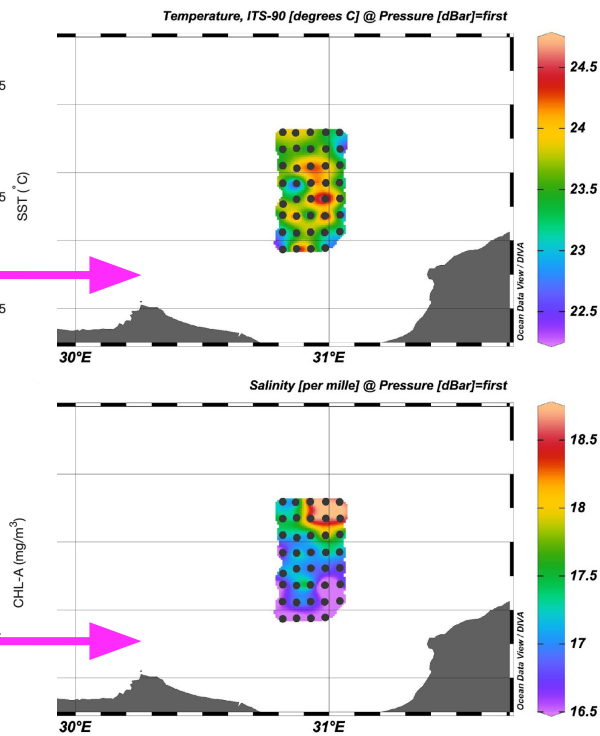 Temperature, ITS-90 [degrees C] @ Pressure [dBar]=first
5
5
5
SST (°C)
24.5
24
23.5
23
22.5
Ocean Data View / DIVA
30°E
31°E
Salinity [per mille] @ Pressure [dBar]=first
CHL-A (mg/m³)
18.5
18
17.5
17
16.5
Ocean Data View / DIVA
30°E
31°E